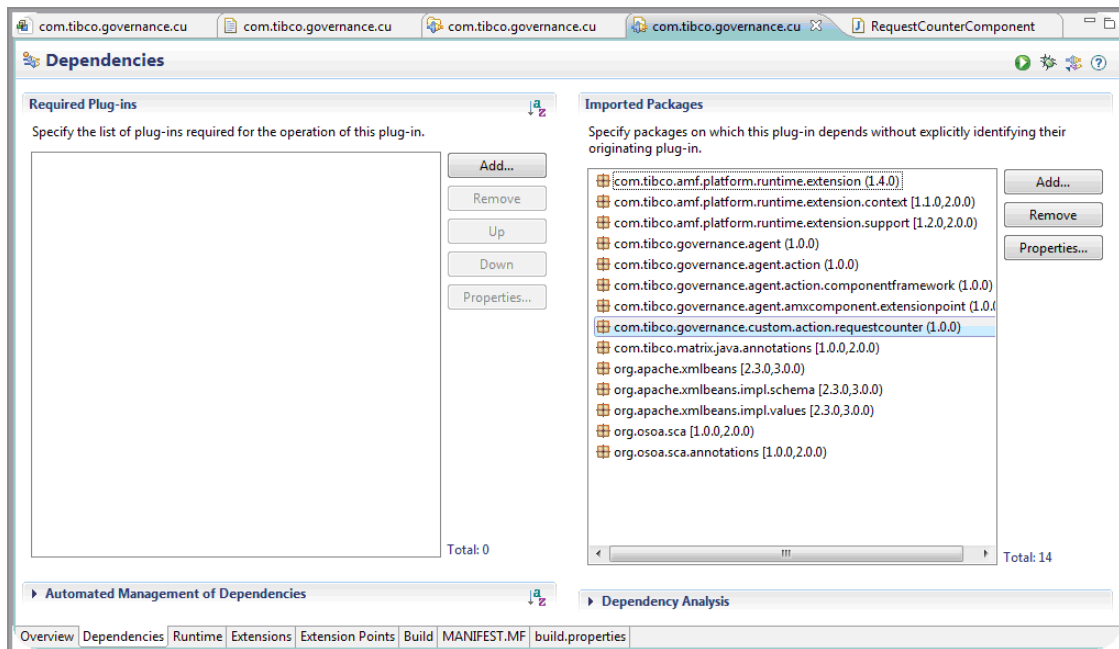 com.tibco.governance.cu
com.tibco.governance.cu
com.tibco.governance.cu
com.tibco.governance.cu
RequestCounterComponent
Dependencies
Required Plug-ins
Specify the list of plug-ins required for the operation of this plug-in.
Add...
Remove
Up
Down
Properties...
Total: 0
Automated Management of Dependencies
Imported Packages
Specify packages on which this plug-in depends without explicitly identifying their
originating plug-in.
com.tibco.amf.platform.runtime.extension (1.4.0)
com.tibco.amf.platform.runtime.extension.context [1.1.0,2.0.0)
com.tibco.amf.platform.runtime.extension.support [1.2.0,2.0.0)
com.tibco.governance.agent (1.0.0)
com.tibco.governance.agent.action (1.0.0)
com.tibco.governance.agent.action.componentframework (1.0.0)
com.tibco.governance.agent.amxcomponent.extensionpoint (1.0.(
com.tibco.governance.custom.action.requestcounter (1.0.0)
com.tibco.matrix.java.annotations [1.0.0,2.0.0)
org.apache.xmlbeans [2.3.0,3.0.0)
org.apache.xmlbeans.impl.schema [2.3.0,3.0.0)
org.apache.xmlbeans.impl.values [2.3.0,3.0.0)
org.osoa.sca [1.0.0,2.0.0)
org.osoa.sca.annotations [1.0.0,2.0.0)
Add...
Remove
Properties...
Total: 14
Dependency Analysis
Overview Dependencies Runtime Extensions Extension Points Build MANIFEST.MF build.properties